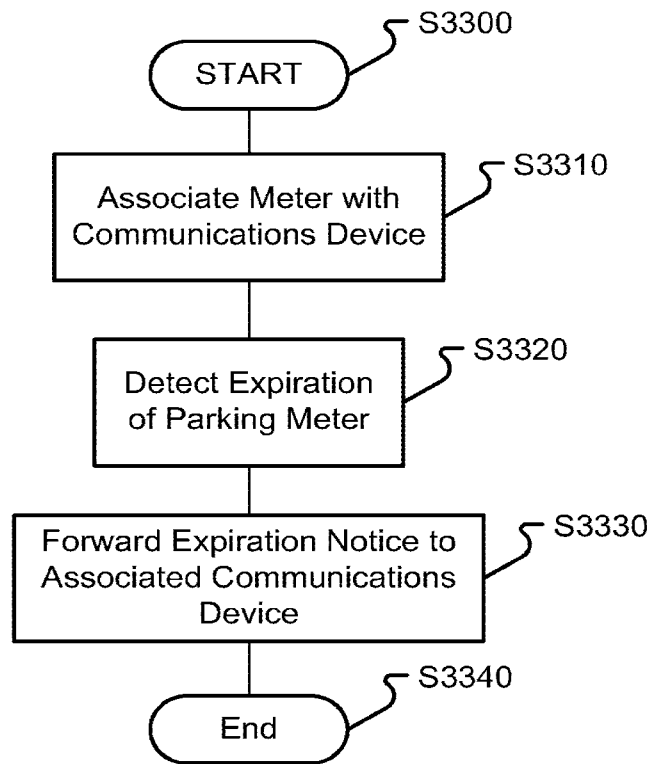 S3300
START
S3310
Associate Meter with
Communications Device
S3320
Detect Expiration
of Parking Meter
S3330
Forward Expiration Notice to
Associated Communications
Device
S3340
End